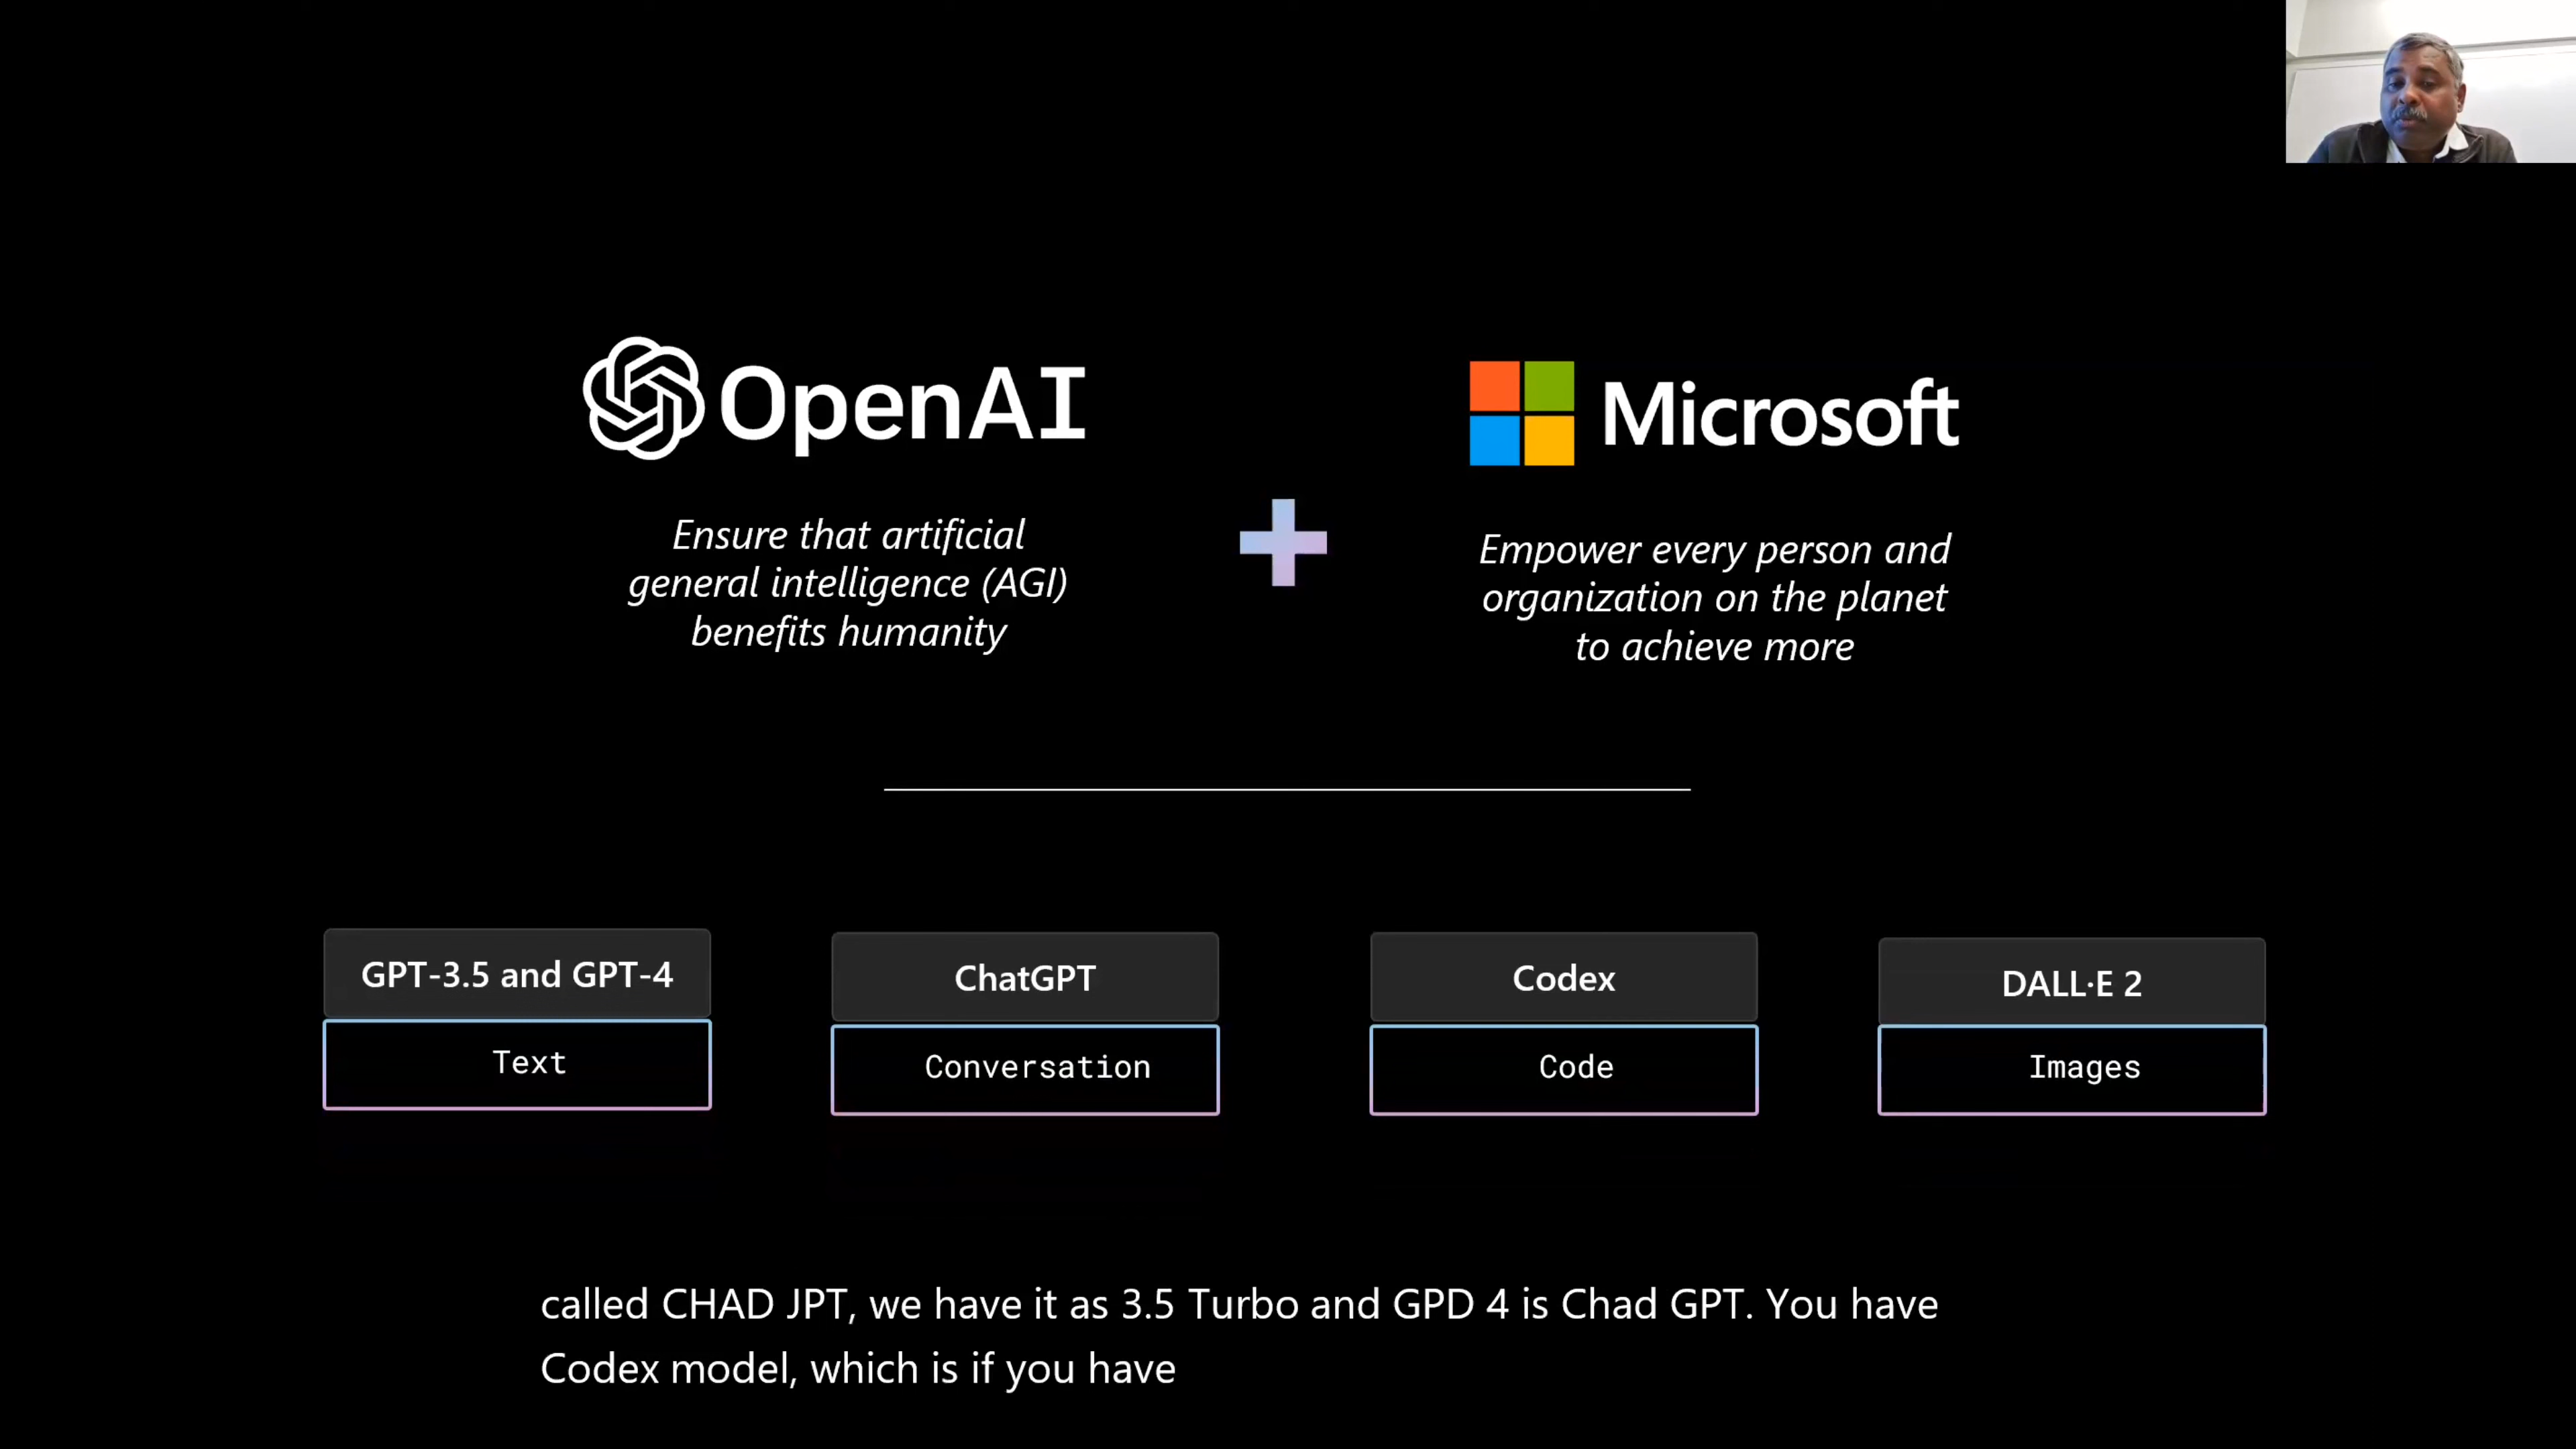 OpenAI
Microsoft
Ensure that artificial
general intelligence (AGI)
benefits humanity
Empower every person and
organization on the planet
to achieve more
GPT-3.5 and GPT-4
Text
ChatGPT
Conversation
Codex
Code
DALL·E 2
Images
called CHAD JPT, we have it as 3.5 Turbo and GPD 4 is Chad GPT. You have
Codex model, which is if you have